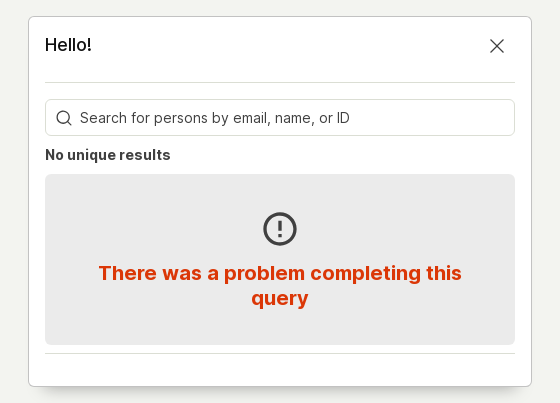 Hello!
Search for persons by email, name, or ID
No unique results
There was a problem completing this
query